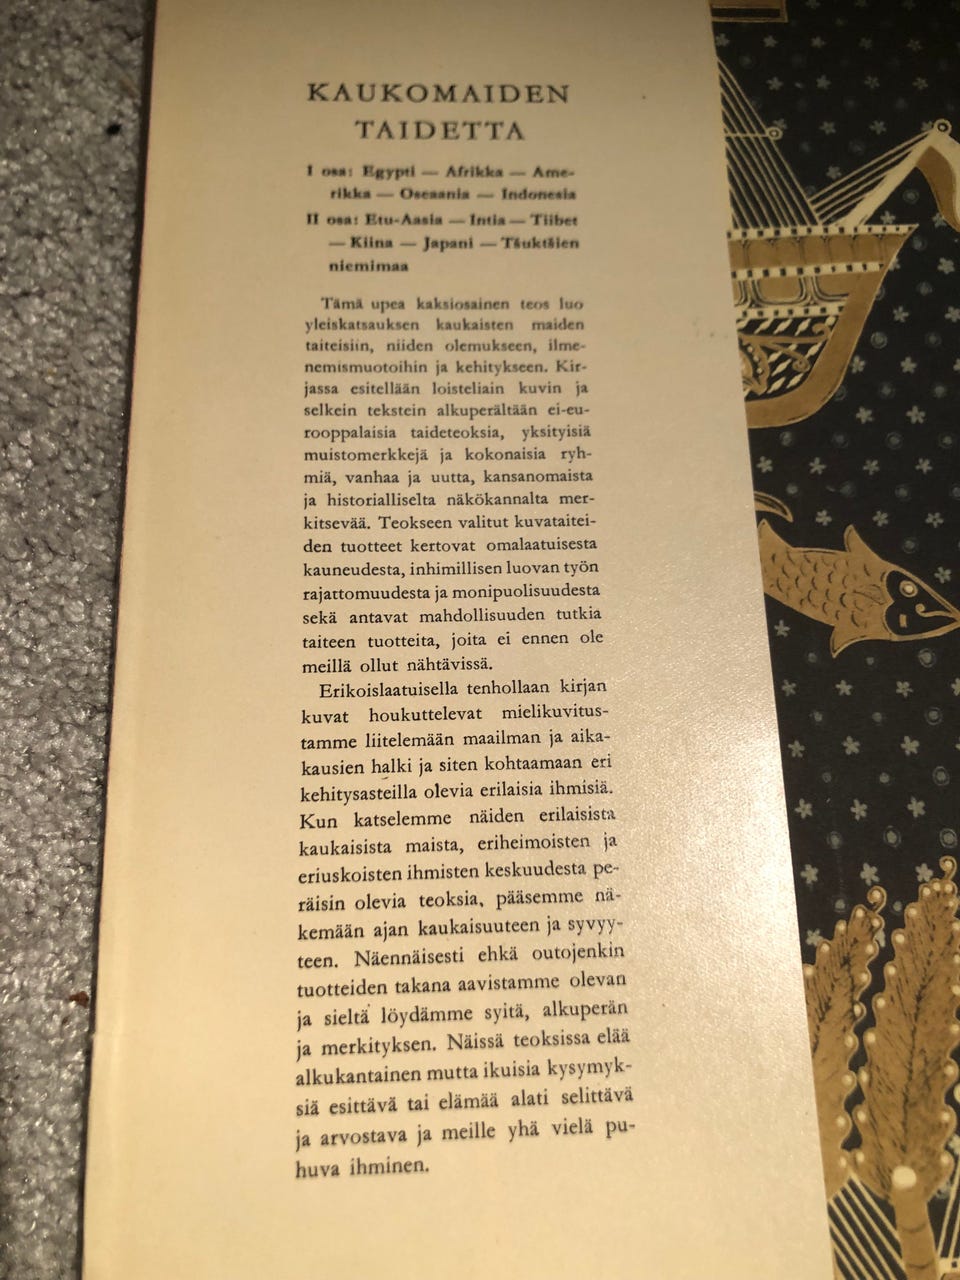 KAUKOMAIDEN
TAIDETTA
I osa: Egypti — Afrikka — Ame-
rikka — Oseaania — Indonesia
II osa: Etu-Aasia — Intia — Tiibet
— Kiina — Japani — Tšuktšien
niemimaa
Tämä upea kaksiosainen teos luo
yleiskatsauksen kaukaisten maiden
taiteisiin, niiden olemukseen, ilme-
nemismuotoihin ja kehitykseen. Kir-
jassa esitellään loisteliain kuvin ja
selkein tekstein alkuperältään ei-eu-
rooppalaisia taideteoksia, yksityisiä
muistomerkkejä ja kokonaisia ryh-
miä, vanhaa ja uutta, kansanomaista
ja historialliselta näkökannalta mer-
kitsevää. Teokseen valitut kuvataitei-
den tuotteet kertovat omalaatuisesta
kauneudesta, inhimillisen luovan työn
rajattomuudesta ja monipuolisuudesta
sekä antavat mahdollisuuden tutkia
taiteen tuotteita, joita ei ennen ole
meillä ollut nähtävissä.
Erikoislaatuisella tenhollaan kirjan
kuvat houkuttelevat mielikuvitus-
tamme liitelemään maailman ja aika-
kausien halki ja siten kohtaamaan eri
kehitysasteilla olevia erilaisia ihmisiä.
Kun katselemme näiden erilaisista
kaukaisista maista, eriheimoisten ja
eriuskoisten ihmisten keskuudesta pe-
räisin olevia teoksia, pääsemme nä-
kemään ajan kaukaisuuteen ja syvyy-
teen. Näennäisesti ehkä outojenkin
tuotteiden takana aavistamme olevan
ja sieltä löydämme syitä, alkuperän
ja merkityksen. Näissä teoksissa elää
alkukantainen mutta ikuisia kysymyk-
siä esittävä tai elämää alati selittävä
ja arvostava ja meille yhä vielä pu-
huva ihminen.